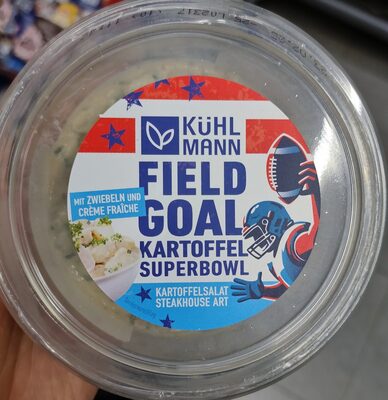 KÜHL
MANN
FIELD
GOAL
KARTOFFEL
SUPERBOWL
MIT ZWIEBELN UND
CRÈME FRAÎCHE
KARTOFFELSALAT
STEAKHOUSE ART